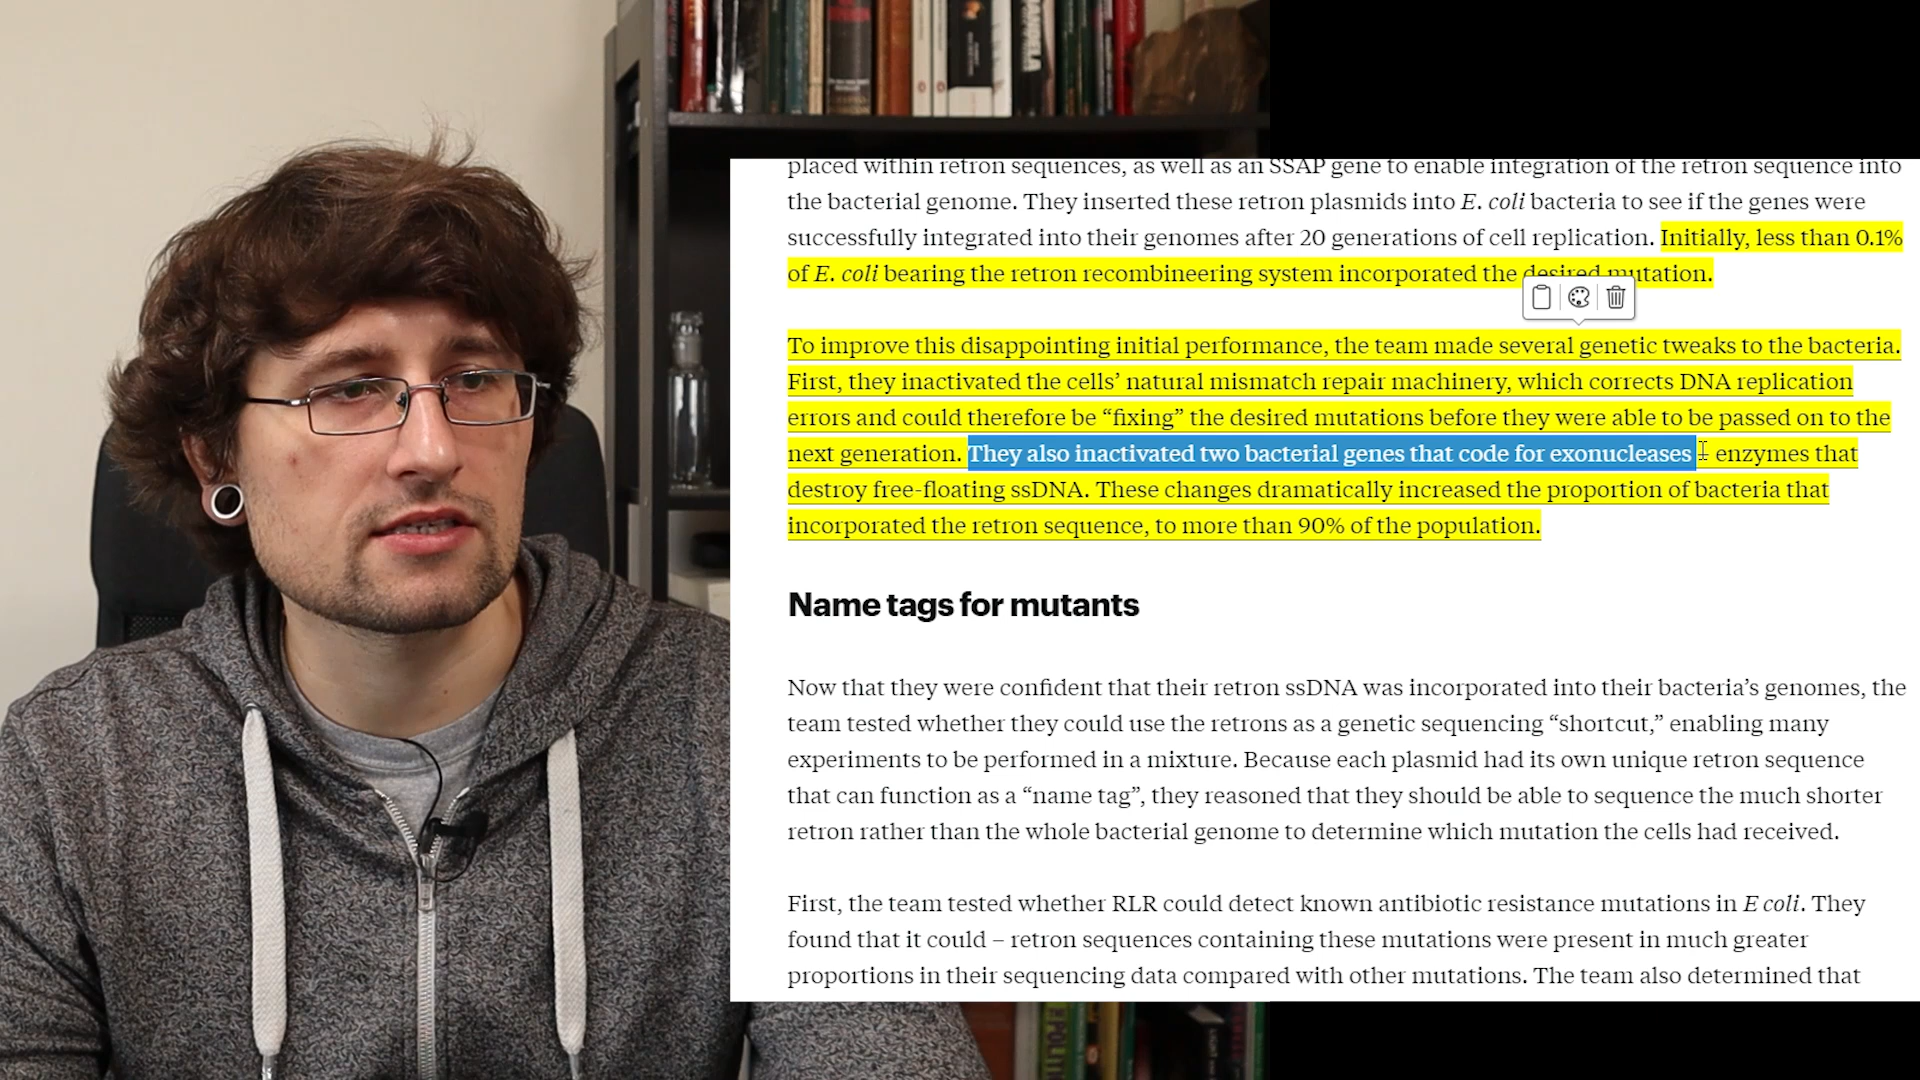 MANDELA
placed within retron sequences, as well as an SSAP gene to enable integration of the retron sequence into
the bacterial genome. They inserted these retron plasmids into E. coli bacteria to see if the genes were
successfully integrated into their genomes after 20 generations of cell replication. Initially, less than 0.1%
of E. coli bearing the retron recombineering system incorporated the desired mutation.
To improve this disappointing initial performance, the team made several genetic tweaks to the bacteria.
First, they inactivated the cells’ natural mismatch repair machinery, which corrects DNA replication
errors and could therefore be “fixing” the desired mutations before they were able to be passed on to the
next generation. They also inactivated two bacterial genes that code for exonucleases – enzymes that
destroy free-floating ssDNA. These changes dramatically increased the proportion of bacteria that
incorporated the retron sequence, to more than 90% of the population.
Name tags for mutants
Now that they were confident that their retron ssDNA was incorporated into their bacteria’s genomes, the
team tested whether they could use the retrons as a genetic sequencing “shortcut,” enabling many
experiments to be performed in a mixture. Because each plasmid had its own unique retron sequence
that can function as a “name tag”, they reasoned that they should be able to sequence the much shorter
retron rather than the whole bacterial genome to determine which mutation the cells had received.
First, the team tested whether RLR could detect known antibiotic resistance mutations in E coli. They
found that it could – retron sequences containing these mutations were present in much greater
proportions in their sequencing data compared with other mutations. The team also determined that